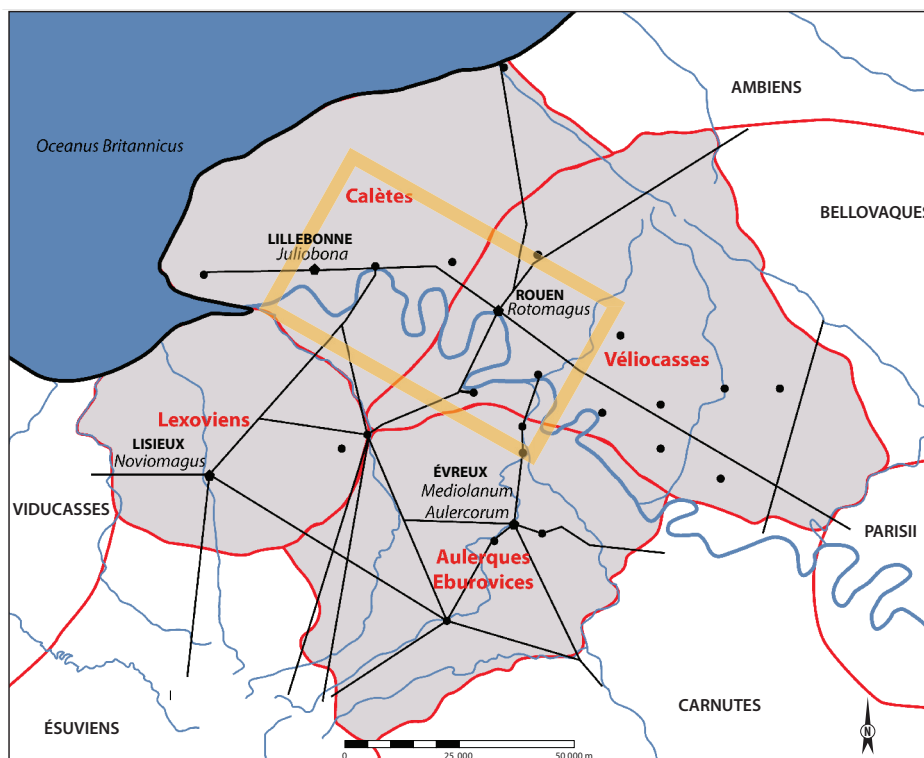 AMBIENS
Oceanus Britannicus
Calètes
BELLOVAQUES
LILLEBONNE
Juliobona
ROUEN
Rotomagus
Véliocasses
Lexoviens
LISIEUX
Noviomagus
ÉVREUX
Mediolanum
Aulercorum
VIDUCASSES
PARISII
Aulerques
Eburovices
CARNUTES
ÉSUVIENS
N
0 25 000 50 000 m